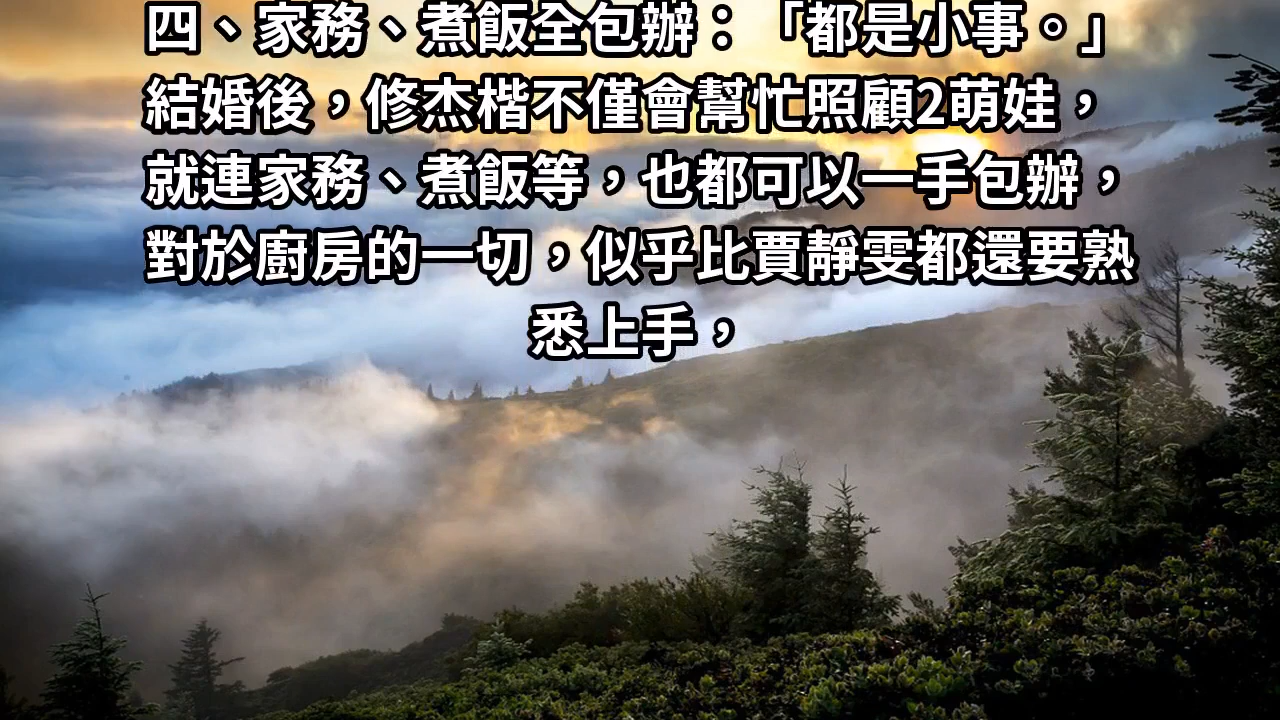 四、家務、煮飯全包辦：「都是小事。」
結婚後，修杰楷不僅會幫忙照顧2萌娃，
就連家務、煮飯等，也都可以一手包辦，
對於廚房的一切，似乎比賈靜雯都還要熟
悉上手，